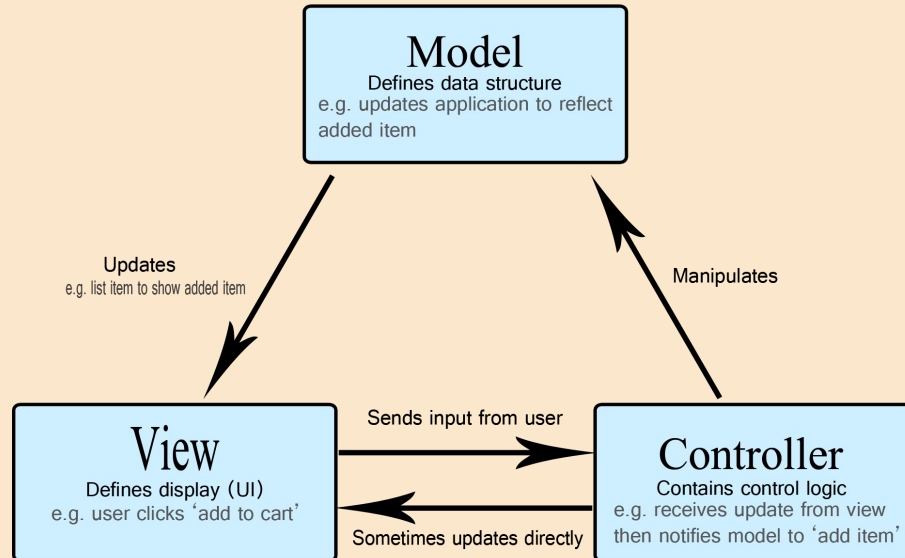 Model
Defines data structure
e.g. updates application to reflect
added item
Updates
e.g. list item to show added item
Manipulates
View
Defines display (UI)
e.g. user clicks ‘add to cart’
Sends input from user
Sometimes updates directly
Controller
Contains control logic
e.g. receives update from view
then notifies model to ‘add item’